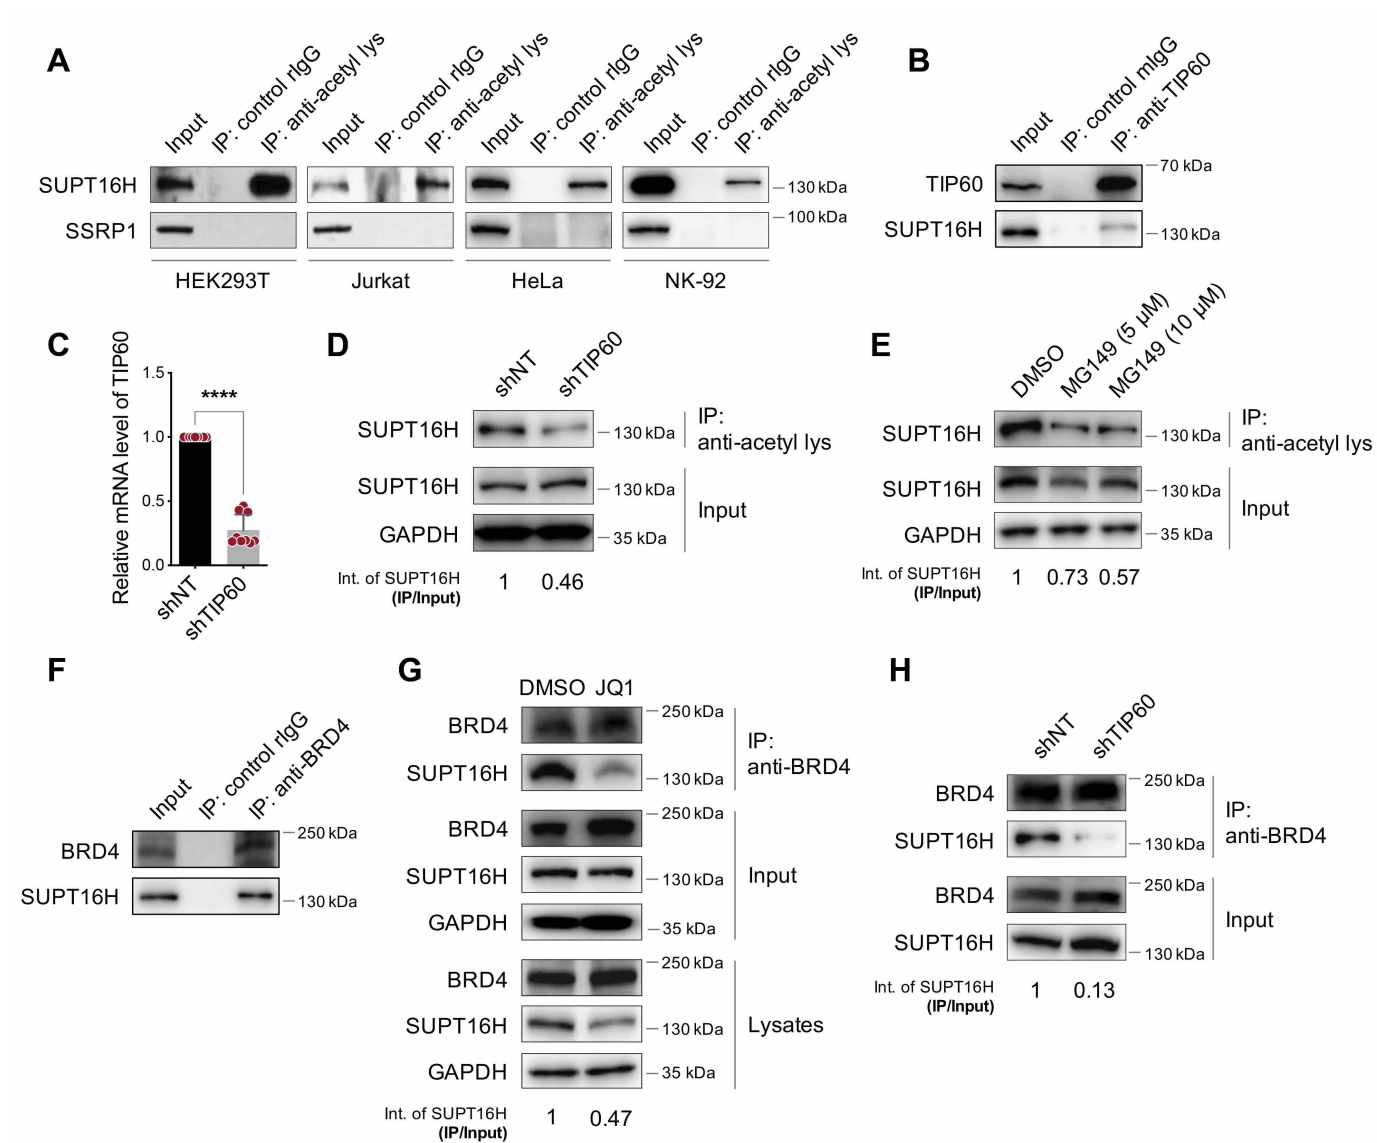 A
Input
IP: control rIgG
IP: anti-acetyl lys
Input
IP: control rIgG
IP: anti-acetyl lys
Input
IP: control rIgG
IP: anti-acetyl lys
Input
IP: control rIgG
IP: anti-acetyl lys
SUPT16H
130 kDa
100 kDa
SSRP1
HEK293T
Jurkat
HeLa
NK-92
B
Input
IP: control mIgG
IP: anti-TIP60
70 kDa
TIP60
SUPT16H
130 kDa
C
Relative mRNA level of TIP60
1.5
1.0
0.5
0.0
****
shNT
shTIP60
D
shNT
shTIP60
SUPT16H
130 kDa
IP:
anti-acetyl lys
SUPT16H
130 kDa
Input
GAPDH
35 kDa
Int. of SUPT16H
(IP/Input)
1
0.46
E
DMSO
MG149 (5 μM)
MG149 (10 μM)
SUPT16H
130 kDa
IP:
anti-acetyl lys
SUPT16H
130 kDa
Input
GAPDH
35 kDa
Int. of SUPT16H
(IP/Input)
1
0.73
0.57
F
Input
IP: control rIgG
IP: anti-BRD4
250 kDa
BRD4
SUPT16H
130 kDa
G
DMSO
JQ1
250 kDa
BRD4
IP:
anti-BRD4
SUPT16H
130 kDa
250 kDa
BRD4
SUPT16H
130 kDa
Input
GAPDH
35 kDa
250 kDa
BRD4
SUPT16H
130 kDa
Lysates
GAPDH
35 kDa
Int. of SUPT16H
(IP/Input)
1
0.47
H
shNT
shTIP60
250 kDa
BRD4
IP:
anti-BRD4
SUPT16H
130 kDa
250 kDa
BRD4
Input
SUPT16H
130 kDa
Int. of SUPT16H
(IP/Input)
1
0.13